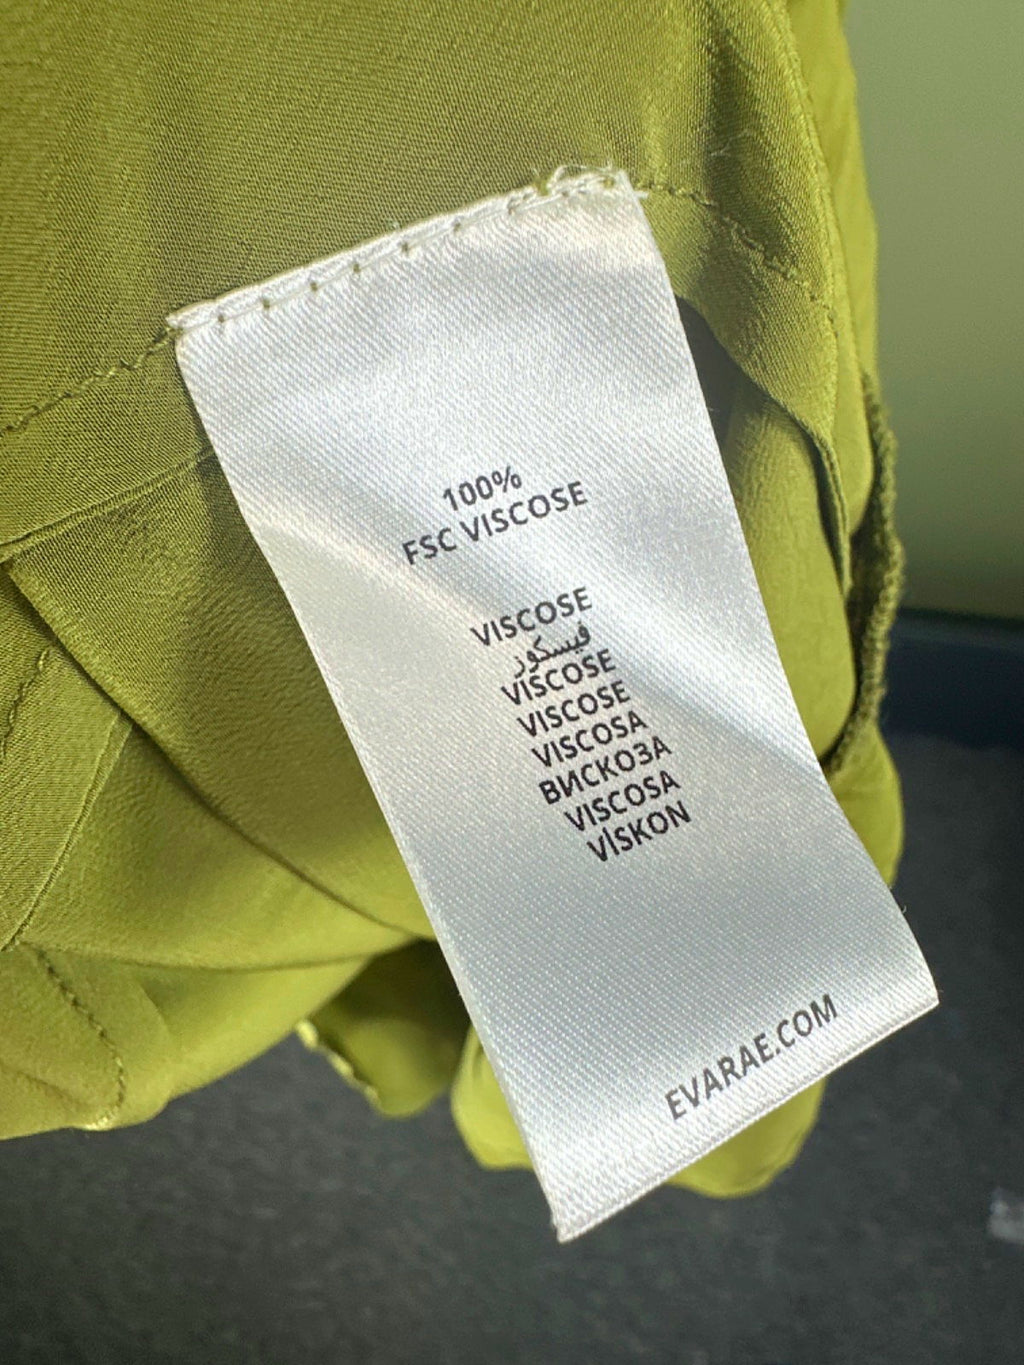 100%
FSC VISCOSE
VISCOSE
فيسكوز
VISCOSE
VISCOSE
VISCOSA
ВИСКОЗА
VISCOSA
VİSKON
EVARAE.COM